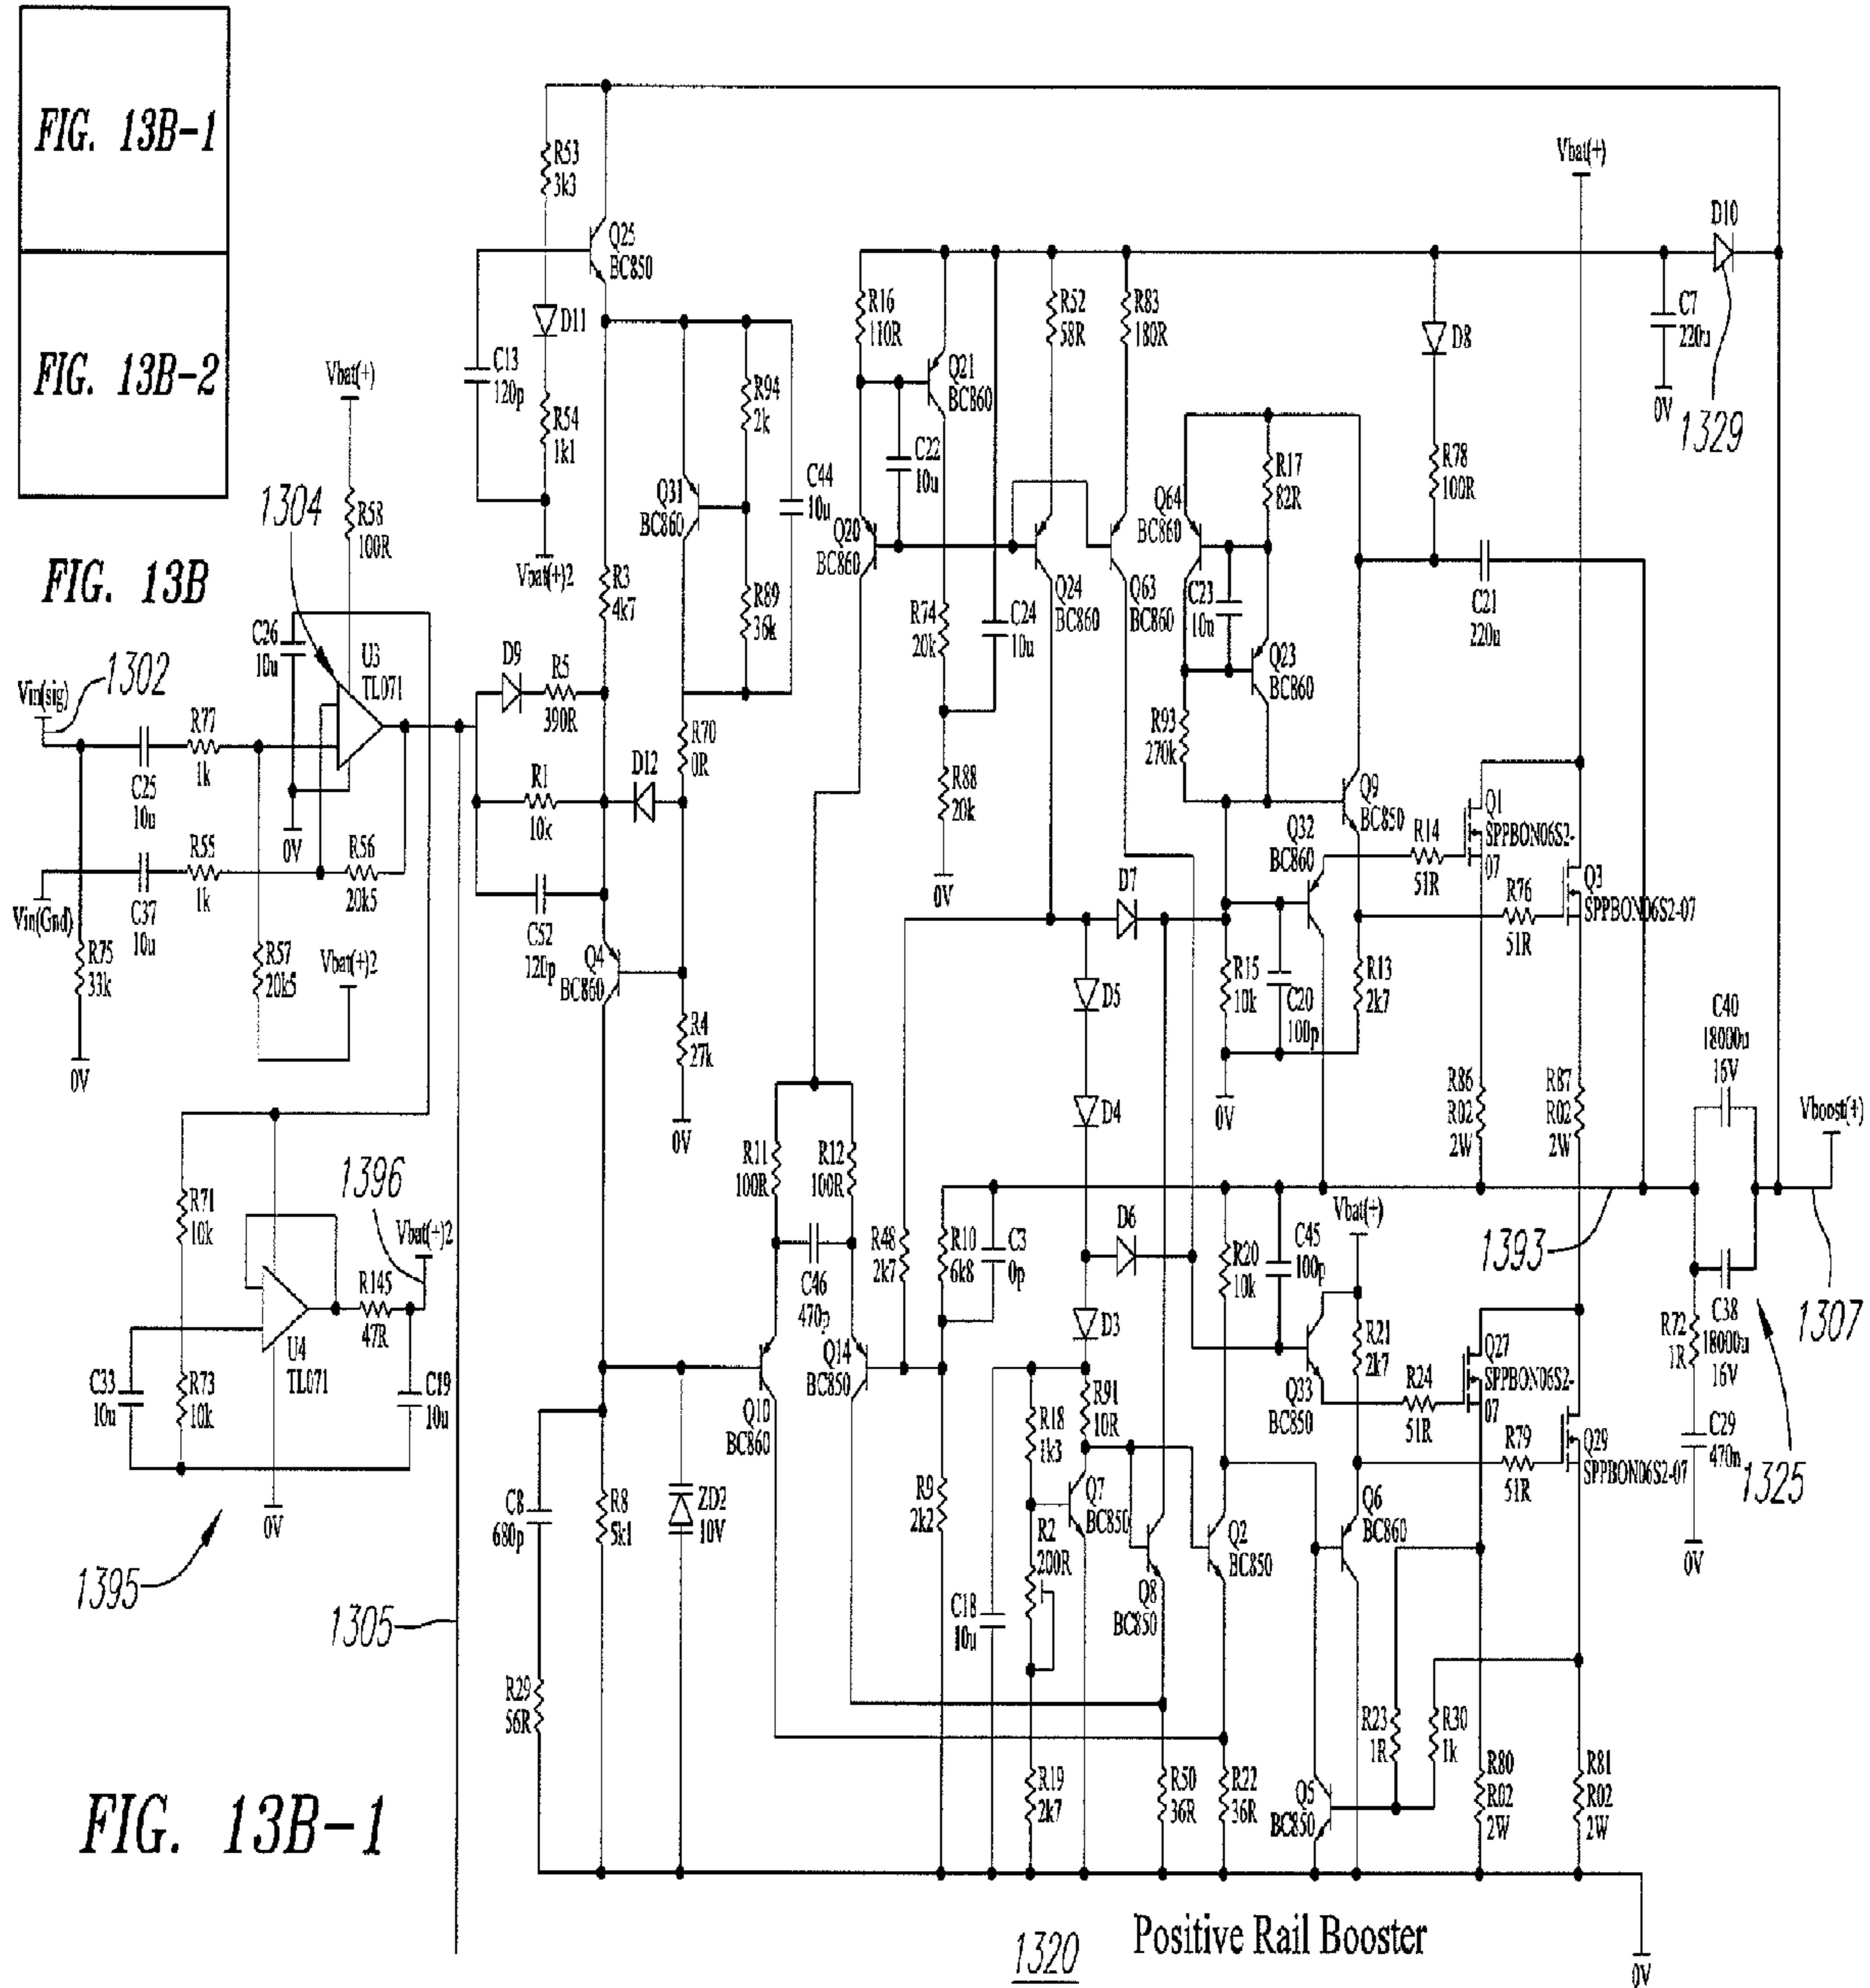 FIG. 13B-1
FIG. 13B-2
FIG. 13B
Vbat(+)
1304
R58
100R
C26
10u
U3
TL071
Vin(sig)
1302
C25
10u
R77
1k
0V
Vin(Gnd)
C37
10u
R55
1k
R56
20k5
R75
33k
0V
R57
20k5
Vbat(+)2
R71
10k
1396
Vbat(+)2
R145
47R
U4
TL071
C33
10u
R73
10k
C19
10u
0V
1395
1305
FIG. 13B-1
R53
3k3
Q25
BC850
D11
C13
120p
R54
1k1
Vbat(+)2
R94
2k
Q31
BC860
C44
10u
R3
4k7
R89
36k
D9
R5
390R
R70
0R
D12
R1
10k
C52
120p
Q4
BC860
R4
27k
0V
R16
110R
Q21
BC860
C22
10u
Q20
BC860
R74
20k
C24
10u
R88
20k
0V
R52
58R
R83
180R
Q24
BC860
Q63
BC860
Q64
BC860
R17
82R
C23
10u
Q23
BC860
R93
270k
D8
R78
100R
C21
220u
C7
220u
0V
D10
1329
Vbat(+)
Q9
BC850
Q32
BC860
R14
51R
Q1
SPPBON06S2-
07
R76
51R
Q3
SPPBON06S2-07
D7
D5
D4
R15
10k
C20
100p
R13
2k7
0V
R86
R02
2W
R87
R02
2W
C40
18000u
16V
Vboost(+)
R11
100R
R12
100R
C46
470p
R48
2k7
R10
6k8
C3
0p
D6
R20
10k
C45
100p
Vbat(+)
1393
1307
C38
18000u
16V
R72
1R
C29
470n
1325
0V
D3
Q10
BC860
Q14
BC850
R18
1k3
R91
10R
Q33
BC850
R21
2k7
R24
51R
Q27
SPPBON06S2-
07
R79
51R
Q29
SPPBON06S2-07
C8
680p
R8
5k1
ZD2
10V
R9
2k2
Q7
BC850
R2
200R
Q2
BC850
Q6
BC860
Q8
BC850
C18
10u
R29
56R
R19
2k7
R50
36R
R22
36R
Q5
BC850
R23
1R
R30
1k
R80
R02
2W
R81
R02
2W
0V
1320
Positive Rail Booster